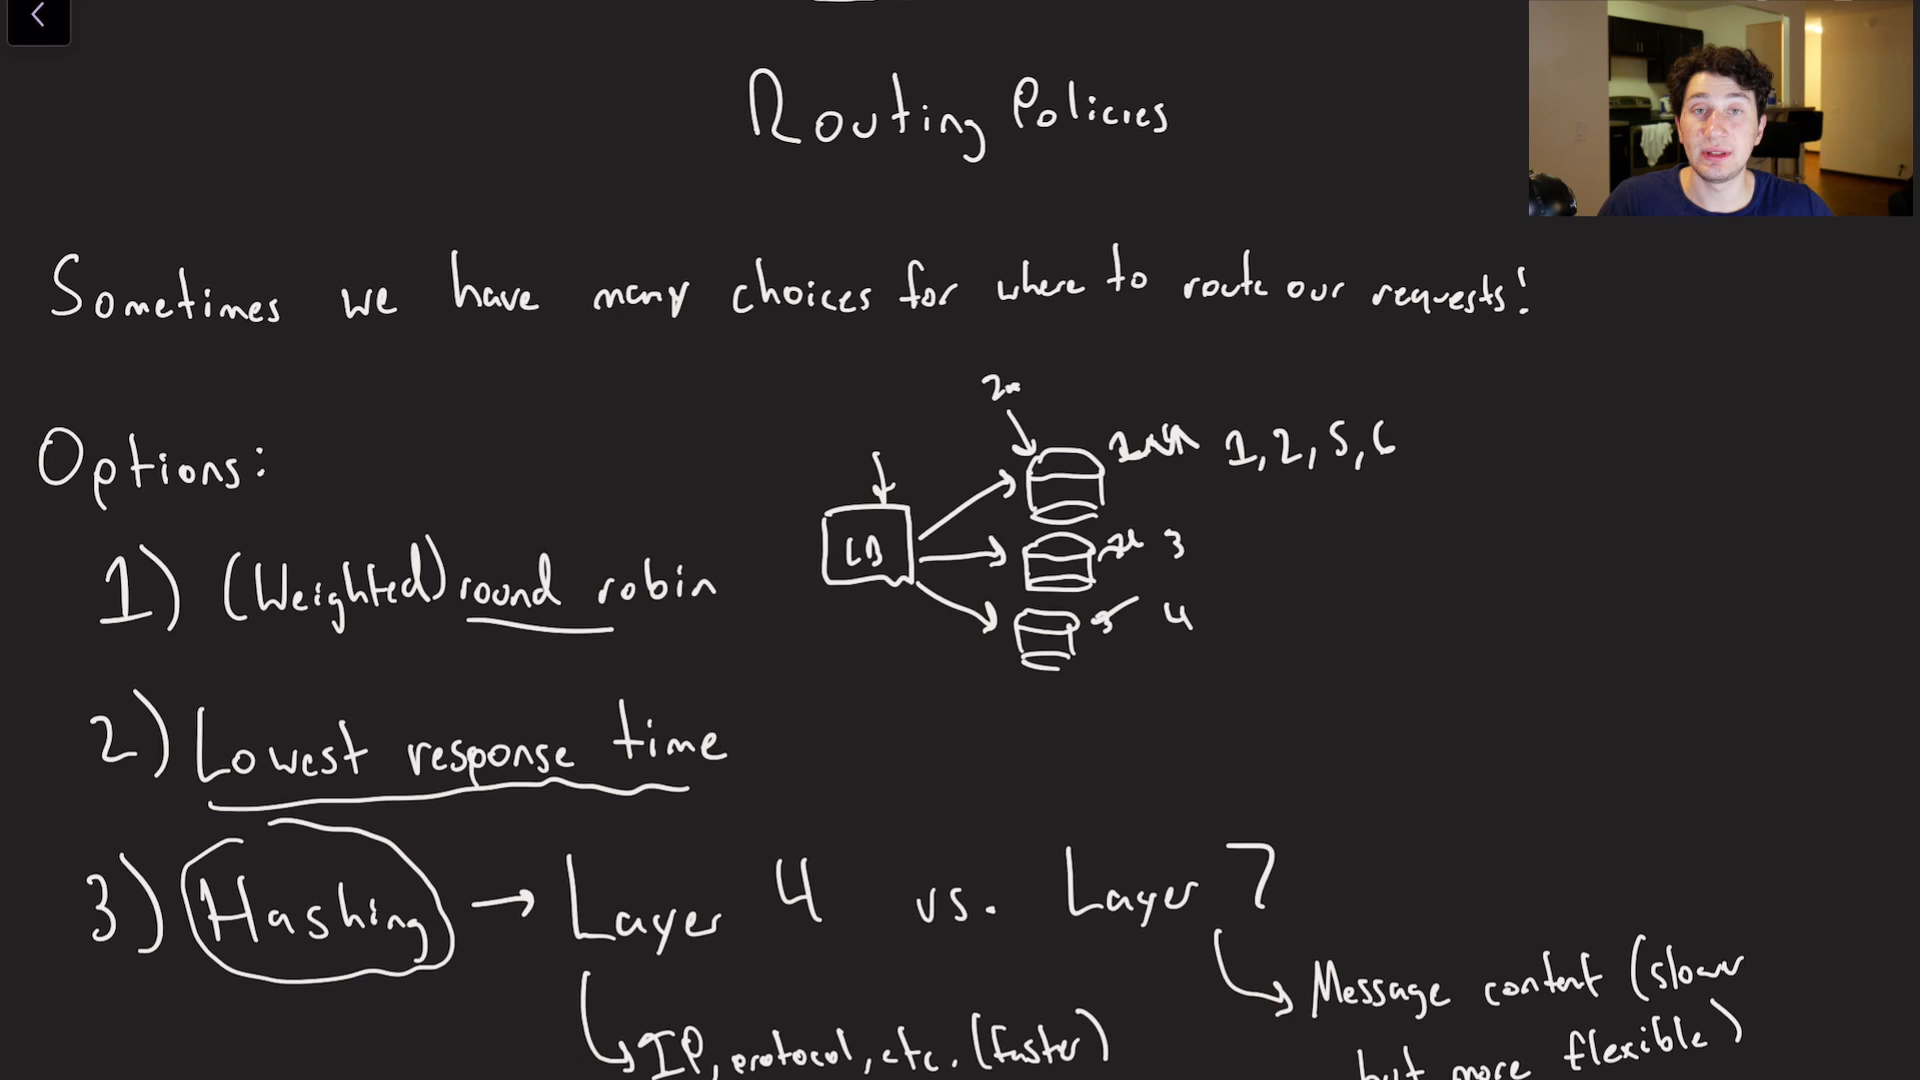 Routing Policies
Sometimes we have many choices for where to route our requests!
2x
Options:
1, 2, 5, 6
LB
3
1) (Weighted) round robin
4
2) Lowest response time
3) Hashing → Layer 4 vs. Layer 7
Message content (slower
IP, protocol, etc. (faster)
but more flexible)